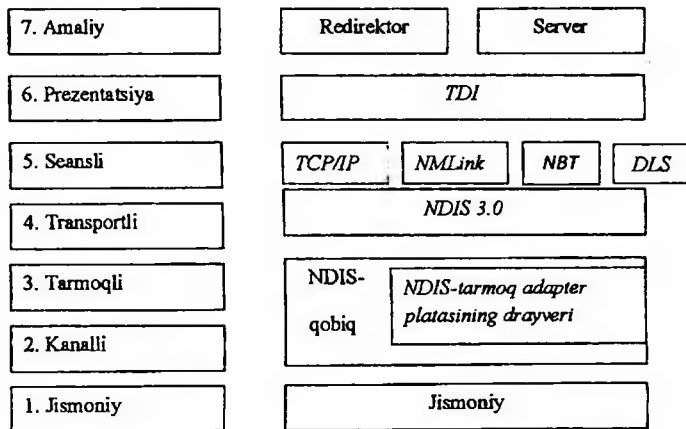 7. Amaliy
Redirektor
Server
6. Prezentatsiya
TDI
5. Seansli
TCP/IP
NMLink
NBT
DLS
4. Transportli
NDIS 3.0
3. Tarmoqli
NDIS-
qobiq
NDIS-tarmoq adapter
platasining drayveri
2. Kanalli
1. Jismoniy
Jismoniy